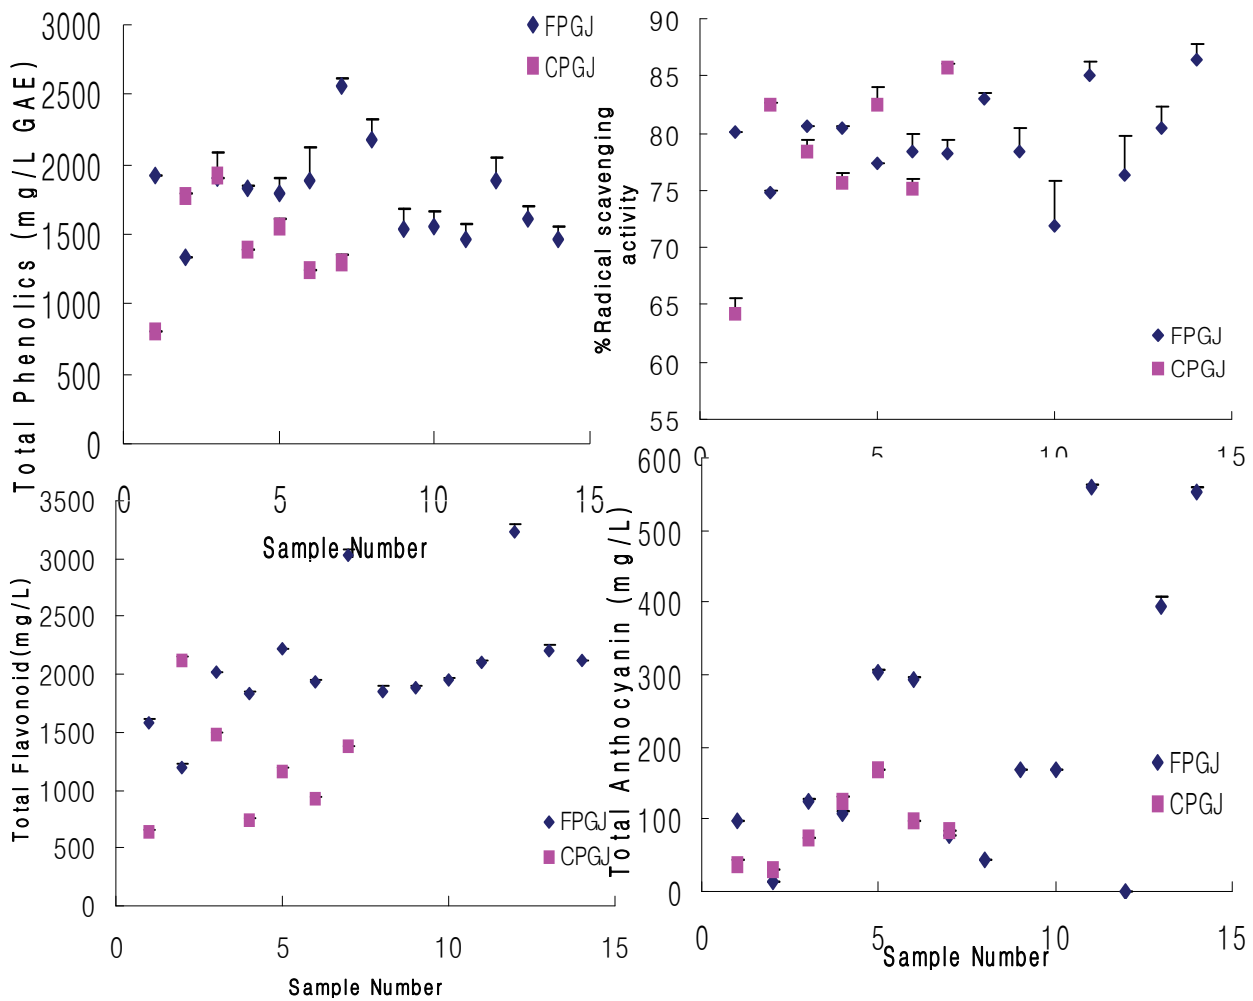 Total Phenolics (mg/L GAE)
3000
2500
2000
1500
1000
500
0
FPGJ
CPGJ
0
5
10
15
Sample Number
%Radical scavenging
activity
90
85
80
75
70
65
60
55
FPGJ
CPGJ
5
10
15
Total Flavonoid(mg/L)
3500
3000
2500
2000
1500
1000
500
0
FPGJ
CPGJ
0
5
10
15
Sample Number
Total Anthocyanin (mg/L)
600
500
400
300
200
100
0
FPGJ
CPGJ
0
5
10
15
Sample Number